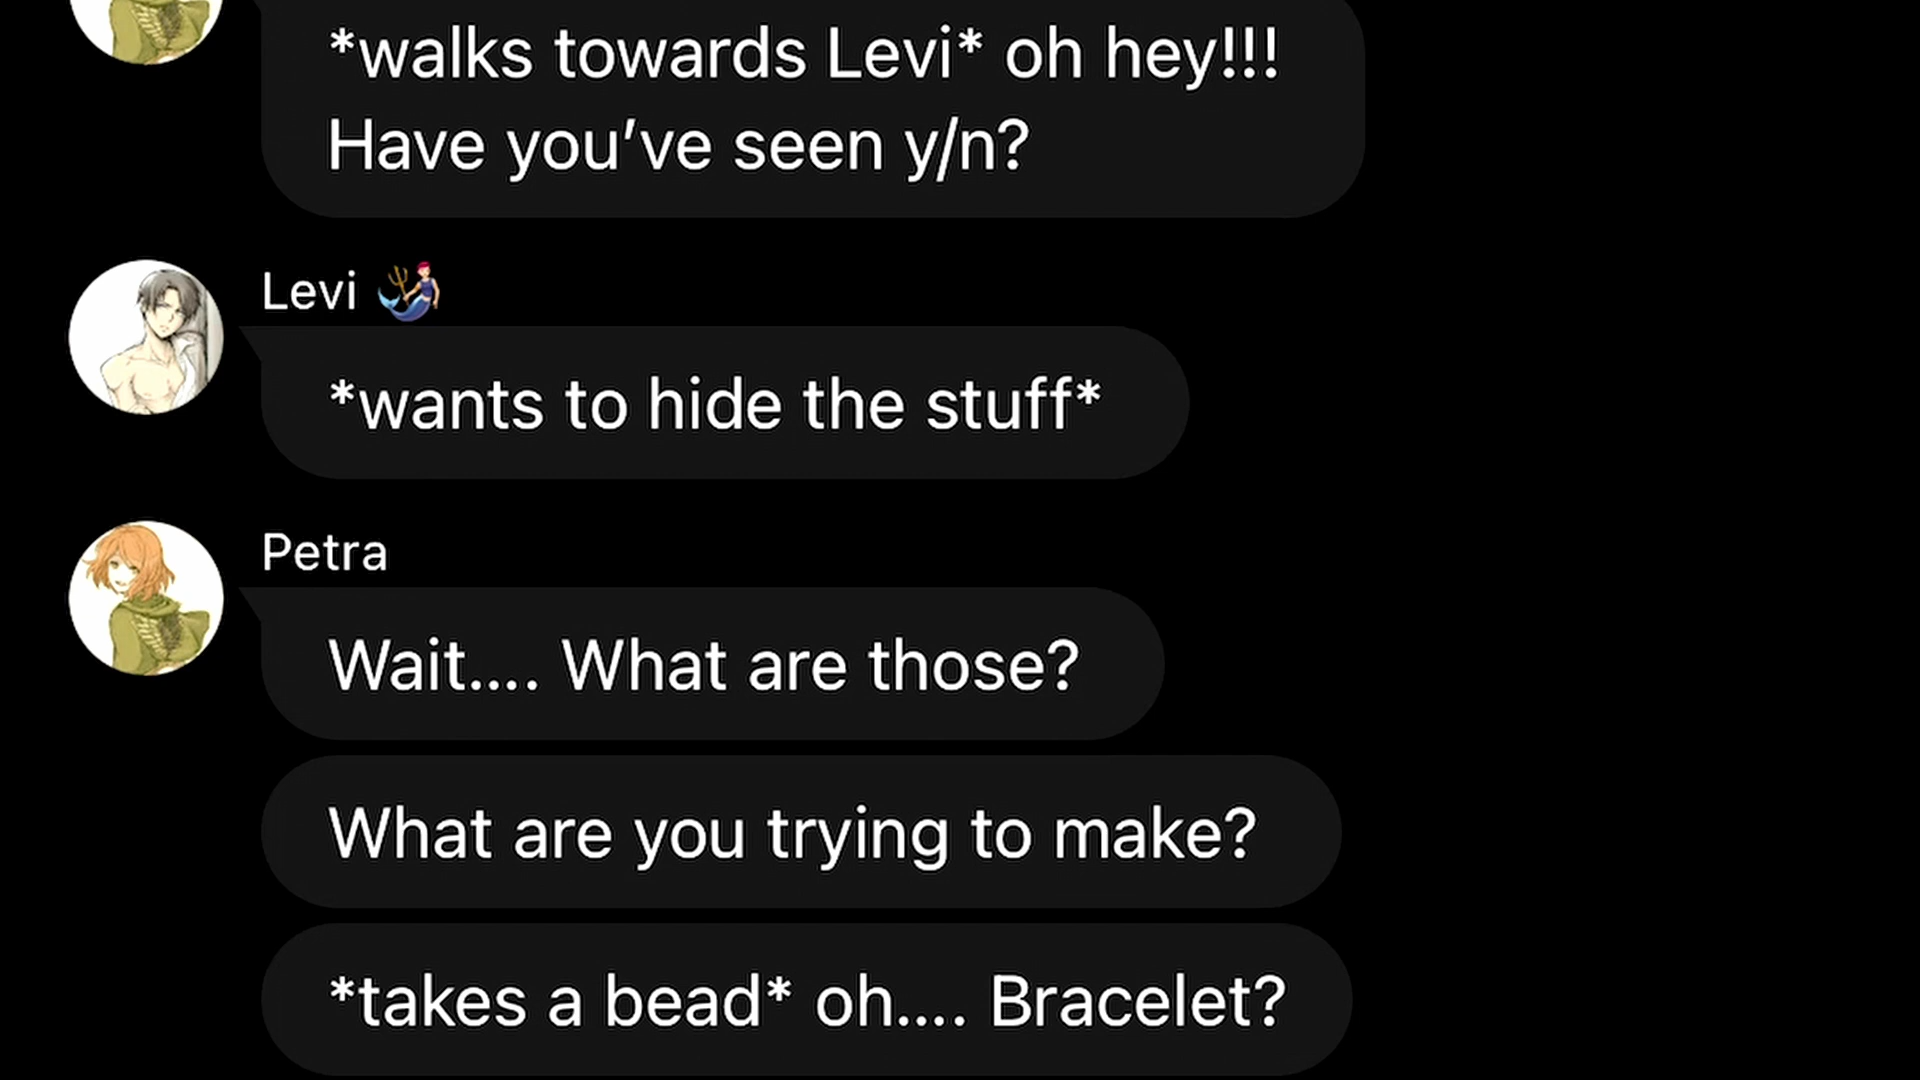 *walks towards Levi* oh hey!!!
Have you’ve seen y/n?
Levi 🧜
*wants to hide the stuff*
Petra
Wait.... What are those?
What are you trying to make?
*takes a bead* oh.... Bracelet?